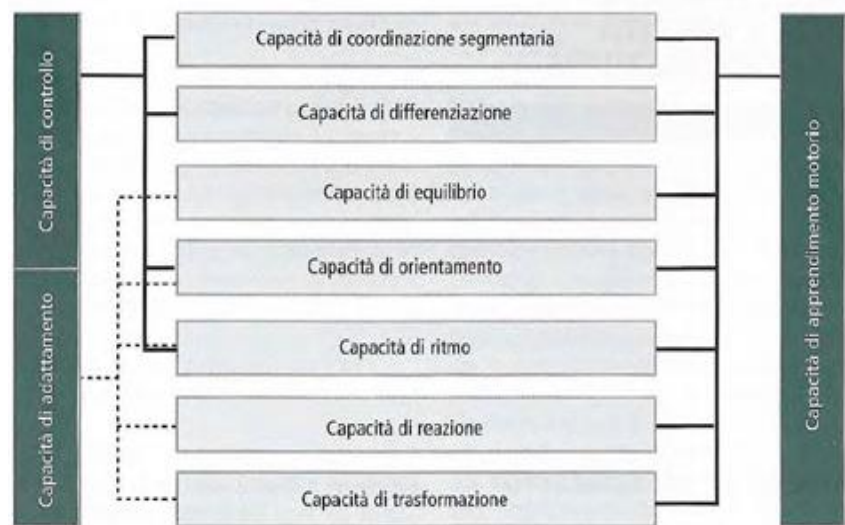 Capacità di controllo
Capacità di adattamento
Capacità di coordinazione segmentaria
Capacità di differenziazione
Capacità di equilibrio
Capacità di orientamento
Capacità di ritmo
Capacità di reazione
Capacità di trasformazione
Capacità di apprendimento motorio